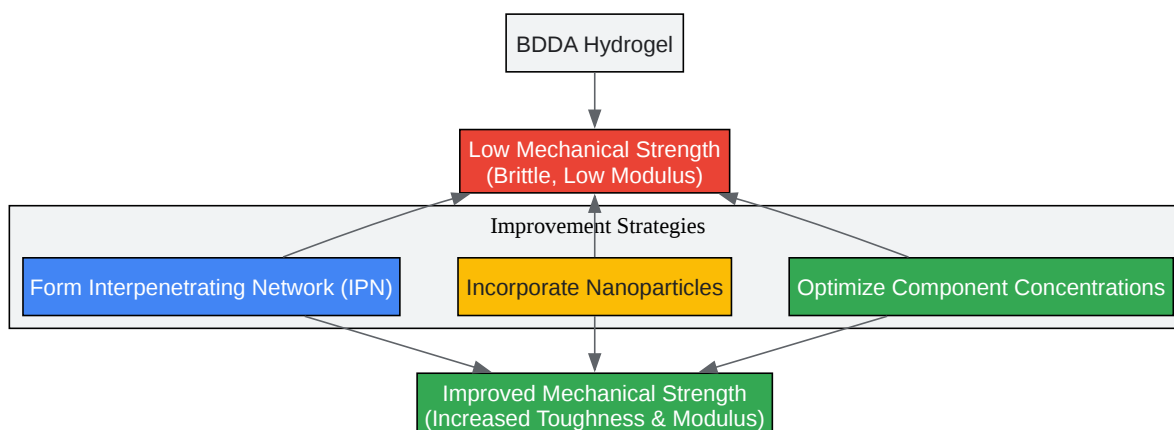 BDDA Hydrogel
Low Mechanical Strength
(Brittle, Low Modulus)
Improvement Strategies
Form Interpenetrating Network (IPN)
Incorporate Nanoparticles
Optimize Component Concentrations
Improved Mechanical Strength
(Increased Toughness & Modulus)